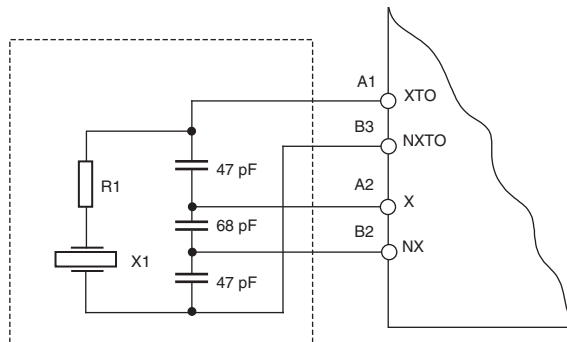 A1
XTO
B3
NXTO
47 pF
R1
A2
X
68 pF
B2
NX
X1
47 pF